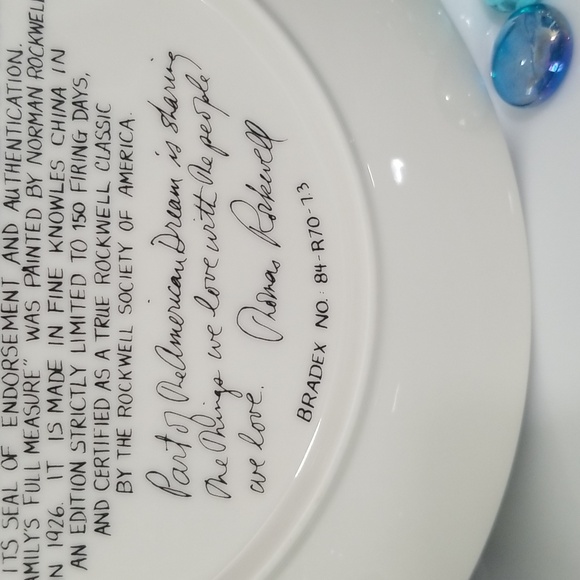 ITS SEAL OF ENDORSEMENT AND AUTHENTICATION.
AMILY'S FULL MEASURE" WAS PAINTED BY NORMAN ROCKWELL
N 1926. IT IS MADE IN FINE KNOWLES CHINA IN
AN EDITION STRICTLY LIMITED TO 150 FIRING DAYS,
AND CERTIFIED AS A TRUE ROCKWELL CLASSIC
BY THE ROCKWELL SOCIETY OF AMERICA.
Part of the American Dream is sharing
the things we love with the people
we love. Thomas Rockwell
BRADEX NO.: 84-R70-7.3